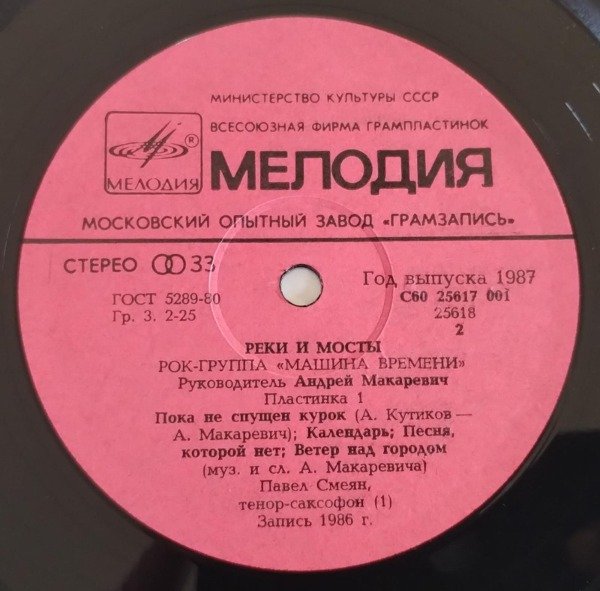 МИНИСТЕРСТВО КУЛЬТУРЫ СССР
ВСЕСОЮЗНАЯ ФИРМА ГРАМПЛАСТИНОК
®
МЕЛОДИЯ МЕЛОДИЯ
МОСКОВСКИЙ ОПЫТНЫЙ ЗАВОД «ГРАМЗАПИСЬ»
СТЕРЕО 33
Год выпуска 1987
ГОСТ 5289-80
С60 25617 001
Гр. 3. 2-25
25618
2
РЕКИ И МОСТЫ
РОК-ГРУППА «МАШИНА ВРЕМЕНИ»
Руководитель Андрей Макаревич
Пластинка 1
Пока не спущен курок (А. Кутиков —
А. Макаревич); Календарь; Песня,
которой нет; Ветер над городом
(муз. и сл. А. Макаревича)
Павел Смеян,
тенор-саксофон (1)
Запись 1986 г.